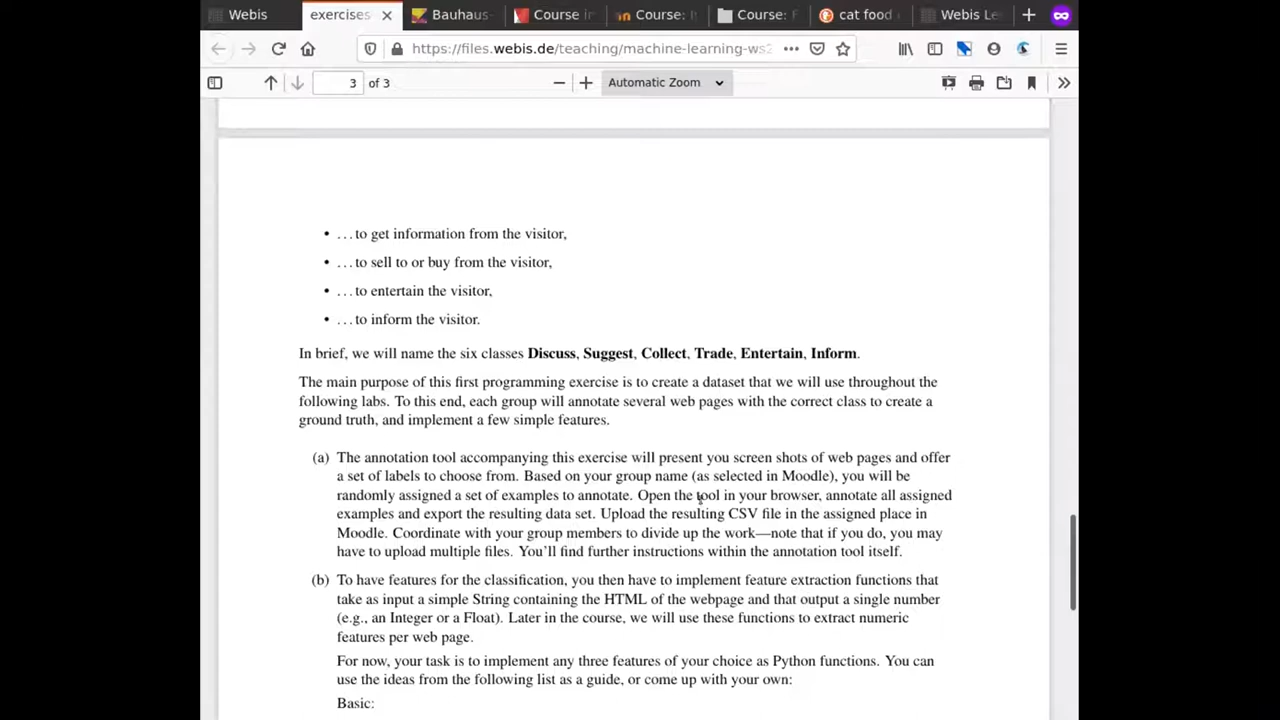 Webis
exercises-
Bauhaus-
Course in
Course: I
Course: F
cat food
Webis Le
https://files.webis.de/teaching/machine-learning-ws2
3 of 3
Automatic Zoom
• ...to get information from the visitor,
• ...to sell to or buy from the visitor,
• ...to entertain the visitor,
• ...to inform the visitor.
In brief, we will name the six classes Discuss, Suggest, Collect, Trade, Entertain, Inform.
The main purpose of this first programming exercise is to create a dataset that we will use throughout the
following labs. To this end, each group will annotate several web pages with the correct class to create a
ground truth, and implement a few simple features.
(a) The annotation tool accompanying this exercise will present you screen shots of web pages and offer
a set of labels to choose from. Based on your group name (as selected in Moodle), you will be
randomly assigned a set of examples to annotate. Open the tool in your browser, annotate all assigned
examples and export the resulting data set. Upload the resulting CSV file in the assigned place in
Moodle. Coordinate with your group members to divide up the work—note that if you do, you may
have to upload multiple files. You'll find further instructions within the annotation tool itself.
(b) To have features for the classification, you then have to implement feature extraction functions that
take as input a simple String containing the HTML of the webpage and that output a single number
(e.g., an Integer or a Float). Later in the course, we will use these functions to extract numeric
features per web page.
For now, your task is to implement any three features of your choice as Python functions. You can
use the ideas from the following list as a guide, or come up with your own:
Basic: